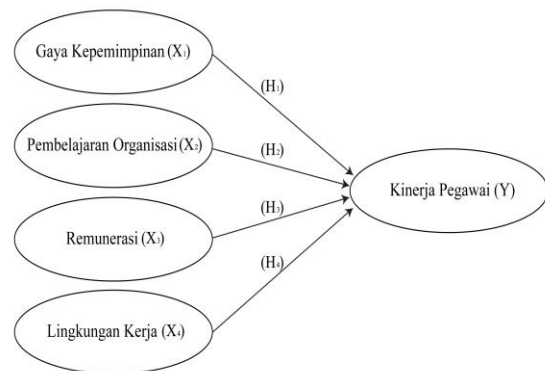 Gaya Kepemimpinan (X₁)
(H₁)
Pembelajaran Organisasi (X₂)
(H₂)
Kinerja Pegawai (Y)
(H₃)
Remunerasi (X₃)
(H₄)
Lingkungan Kerja (X₄)